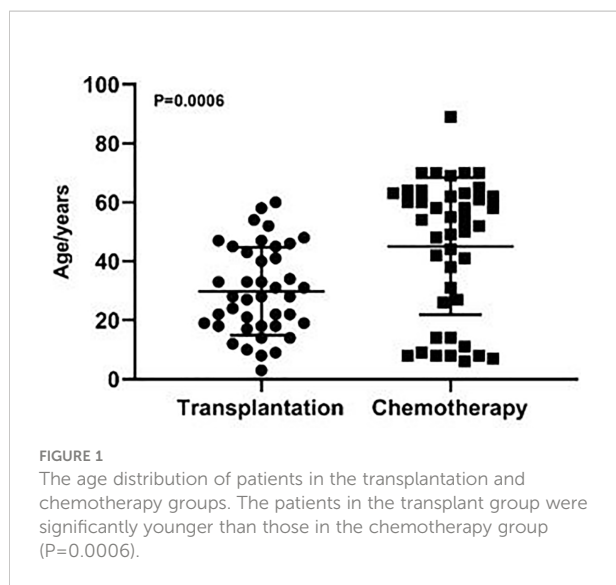 100
P=0.0006
80
60
40
20
0
Age/years
Transplantation
Chemotherapy
FIGURE 1
The age distribution of patients in the transplantation and
chemotherapy groups. The patients in the transplant group were
significantly younger than those in the chemotherapy group
(P=0.0006).